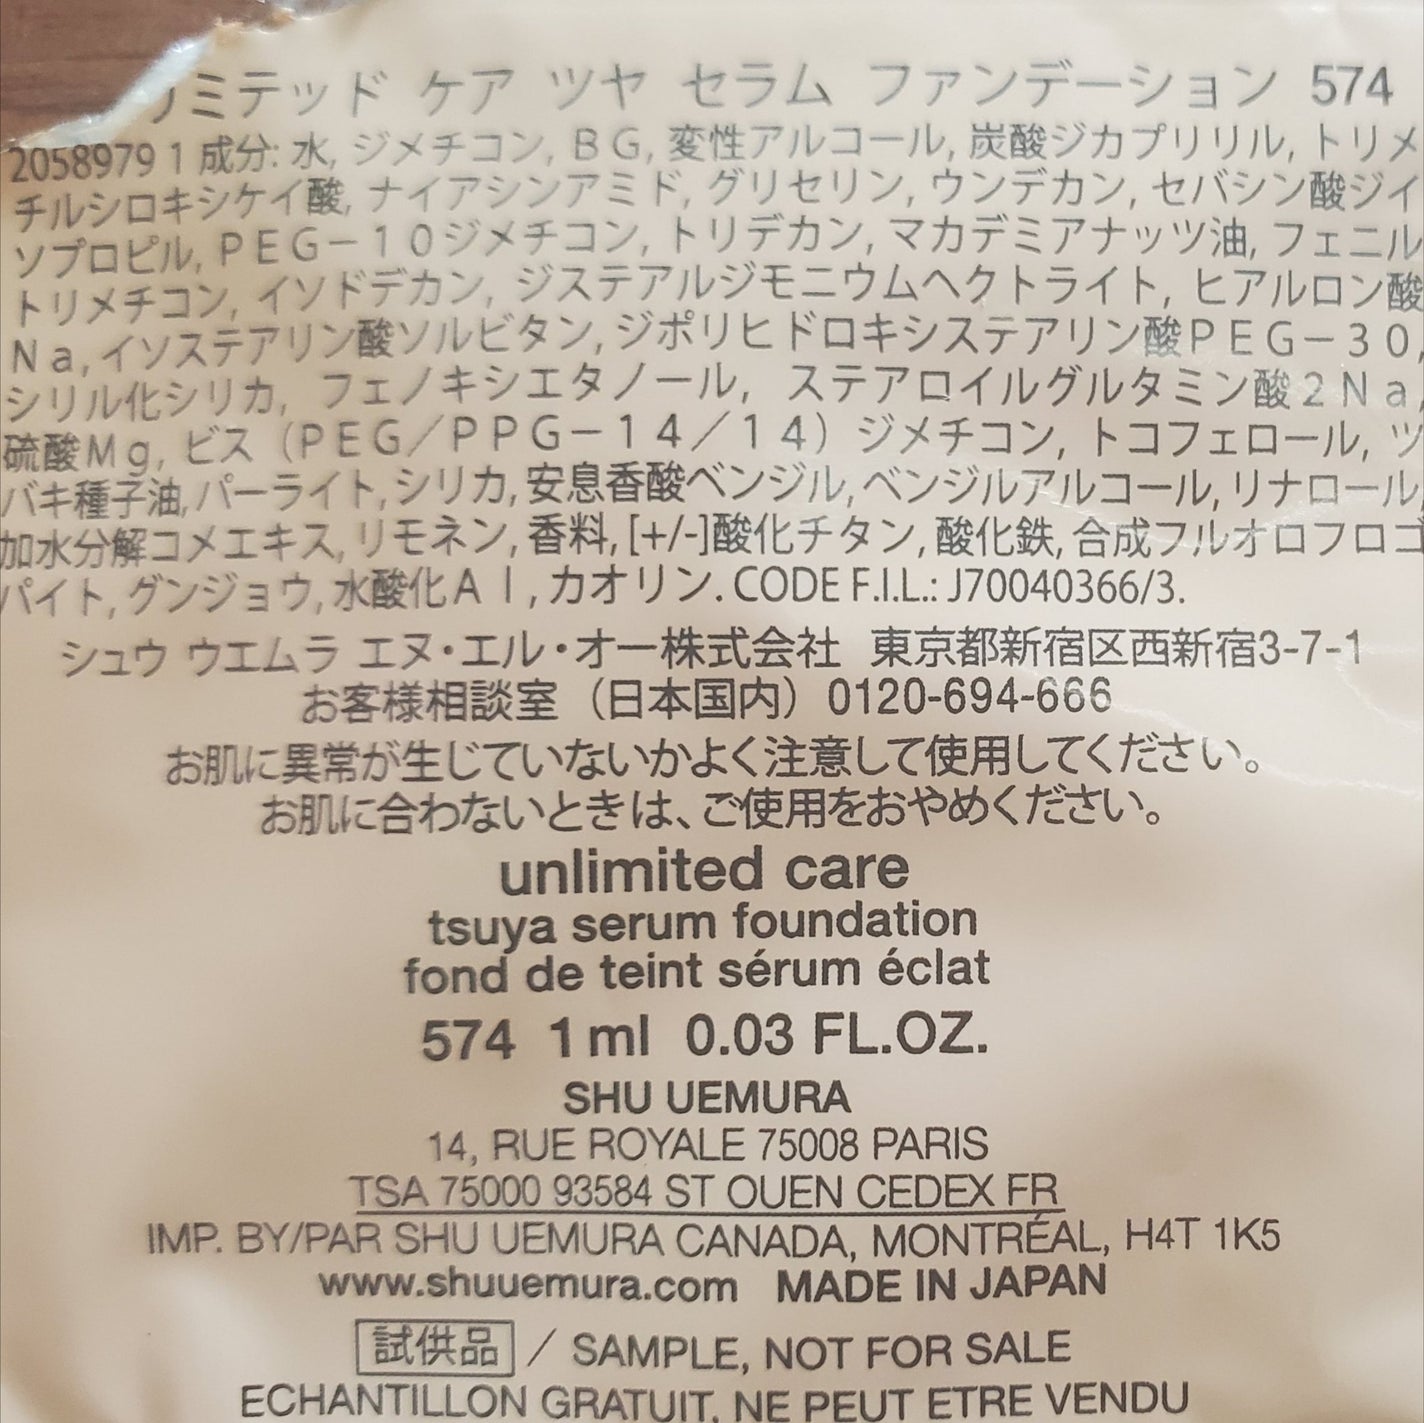 リミテッド ケア ツヤ セラム ファンデーション 574
2058979 1 成分: 水, ジメチコン, BG, 変性アルコール, 炭酸ジカプリリル, トリメ
チルシロキシケイ酸, ナイアシンアミド, グリセリン, ウンデカン, セバシン酸ジイ
ソプロピル, PEG－10ジメチコン, トリデカン, マカデミアナッツ油, フェニル
トリメチコン, イソドデカン, ジステアルジモニウムヘクトライト, ヒアルロン酸
Na, イソステアリン酸ソルビタン, ジポリヒドロキシステアリン酸PEG－30,
シリル化シリカ, フェノキシエタノール, ステアロイルグルタミン酸2Na,
硫酸Mg, ビス（PEG／PPG－14／14）ジメチコン, トコフェロール, ツ
バキ種子油, パーライト, シリカ, 安息香酸ベンジル, ベンジルアルコール, リナロール,
加水分解コメエキス, リモネン, 香料, [+/-]酸化チタン, 酸化鉄, 合成フルオロフロゴ
パイト, グンジョウ, 水酸化Al, カオリン. CODE F.I.L.: J70040366/3.
シュウ ウエムラ エヌ・エル・オー株式会社 東京都新宿区西新宿3-7-1
お客様相談室（日本国内）0120-694-666
お肌に異常が生じていないかよく注意して使用してください。
お肌に合わないときは、ご使用をおやめください。
unlimited care
tsuya serum foundation
fond de teint sérum éclat
574 1 ml 0.03 FL.OZ.
SHU UEMURA
14, RUE ROYALE 75008 PARIS
TSA 75000 93584 ST OUEN CEDEX FR
IMP. BY/PAR SHU UEMURA CANADA, MONTRÉAL, H4T 1K5
www.shuuemura.com MADE IN JAPAN
試供品 / SAMPLE, NOT FOR SALE
ECHANTILLON GRATUIT, NE PEUT ETRE VENDU